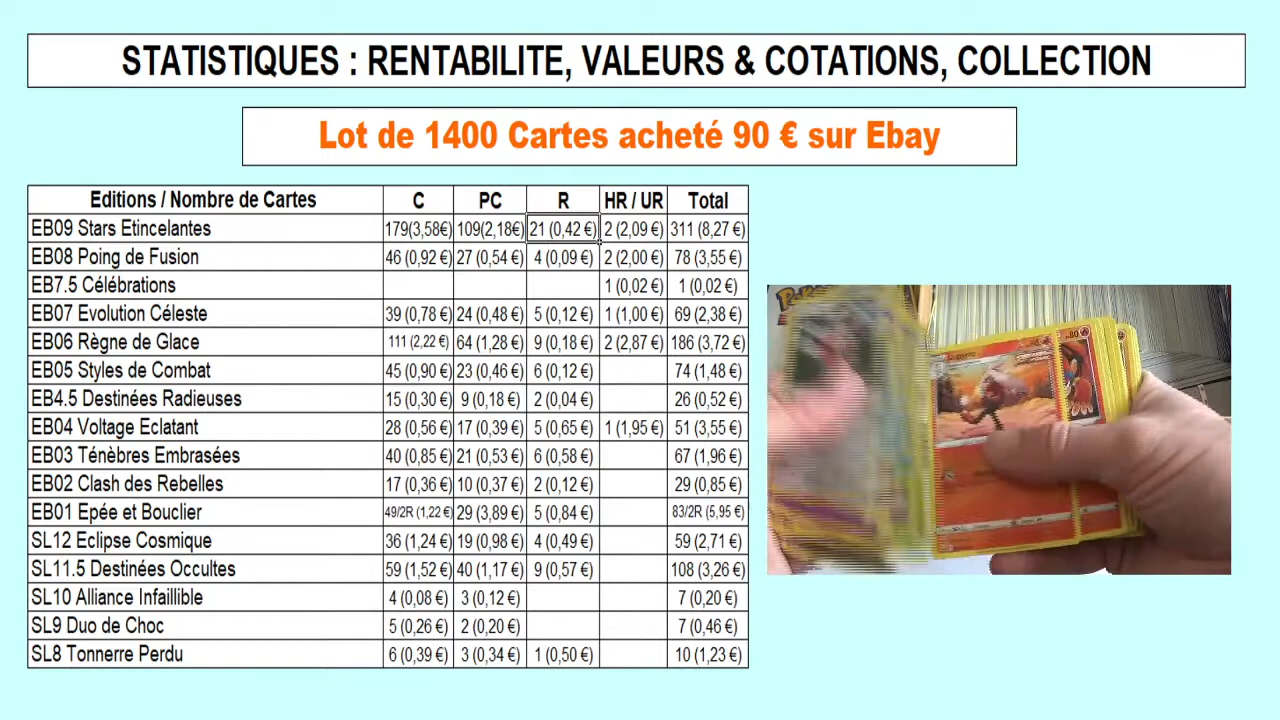 STATISTIQUES : RENTABILITE, VALEURS & COTATIONS, COLLECTION
Lot de 1400 Cartes acheté 90 € sur Ebay
Editions / Nombre de Cartes C PC R HR / UR Total
EB09 Stars Etincelantes 179(3,58€) 109(2,18€) 21 (0,42 €) 2 (2,09 €) 311 (8,27 €)
EB08 Poing de Fusion 46 (0,92 €) 27 (0,54 €) 4 (0,09 €) 2 (2,00 €) 78 (3,55 €)
EB7.5 Célébrations 1 (0,02 €) 1 (0,02 €)
EB07 Evolution Céleste 39 (0,78 €) 24 (0,48 €) 5 (0,12 €) 1 (1,00 €) 69 (2,38 €)
EB06 Règne de Glace 111 (2,22 €) 64 (1,28 €) 9 (0,18 €) 2 (2,87 €) 186 (3,72 €)
EB05 Styles de Combat 45 (0,90 €) 23 (0,46 €) 6 (0,12 €) 74 (1,48 €)
EB4.5 Destinées Radieuses 15 (0,30 €) 9 (0,18 €) 2 (0,04 €) 26 (0,52 €)
EB04 Voltage Eclatant 28 (0,56 €) 17 (0,39 €) 5 (0,65 €) 1 (1,95 €) 51 (3,55 €)
EB03 Ténèbres Embrasées 40 (0,85 €) 21 (0,53 €) 6 (0,58 €) 67 (1,96 €)
EB02 Clash des Rebelles 17 (0,36 €) 10 (0,37 €) 2 (0,12 €) 29 (0,85 €)
EB01 Epée et Bouclier 49/2R (1,22 €) 29 (3,89 €) 5 (0,84 €) 83/2R (5,95 €)
SL12 Eclipse Cosmique 36 (1,24 €) 19 (0,98 €) 4 (0,49 €) 59 (2,71 €)
SL11.5 Destinées Occultes 59 (1,52 €) 40 (1,17 €) 9 (0,57 €) 108 (3,26 €)
SL10 Alliance Infaillible 4 (0,08 €) 3 (0,12 €) 7 (0,20 €)
SL9 Duo de Choc 5 (0,26 €) 2 (0,20 €) 7 (0,46 €)
SL8 Tonnerre Perdu 6 (0,39 €) 3 (0,34 €) 1 (0,50 €) 10 (1,23 €)